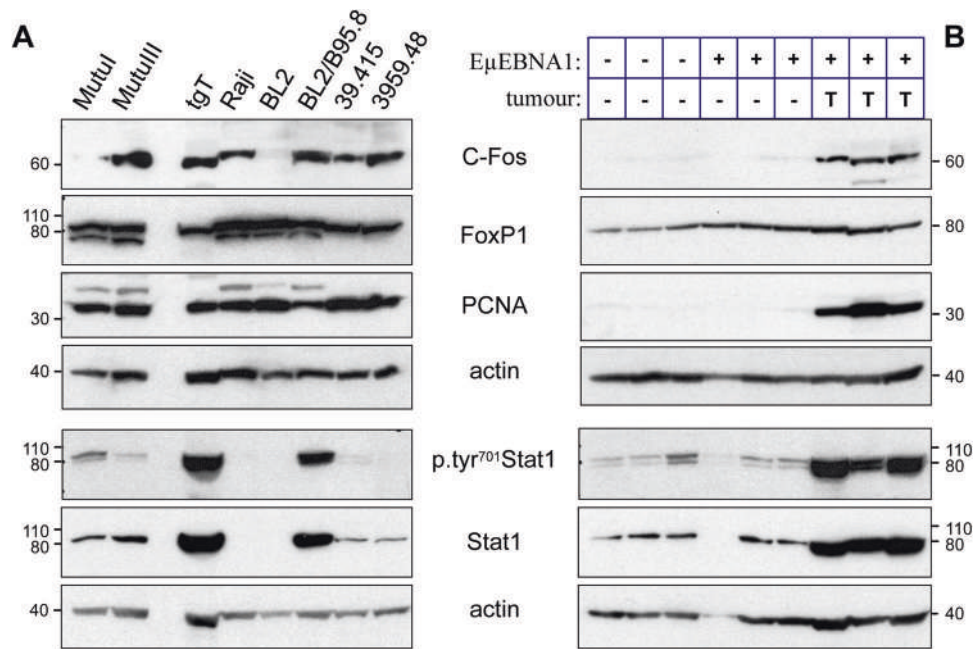 A
MutuI
MutuIII
tgT
Raji
BL2
BL2/B95.8
39.415
3959.48
B
EμEBNA1: - - - + + + + + +
tumour: - - - - - - T T T
60 C-Fos 60
110
80 FoxP1 80
30 PCNA 30
40 actin 40
110
80 p.tyr⁷⁰¹Stat1 110
80
110
80 Stat1 110
80
40 actin 40